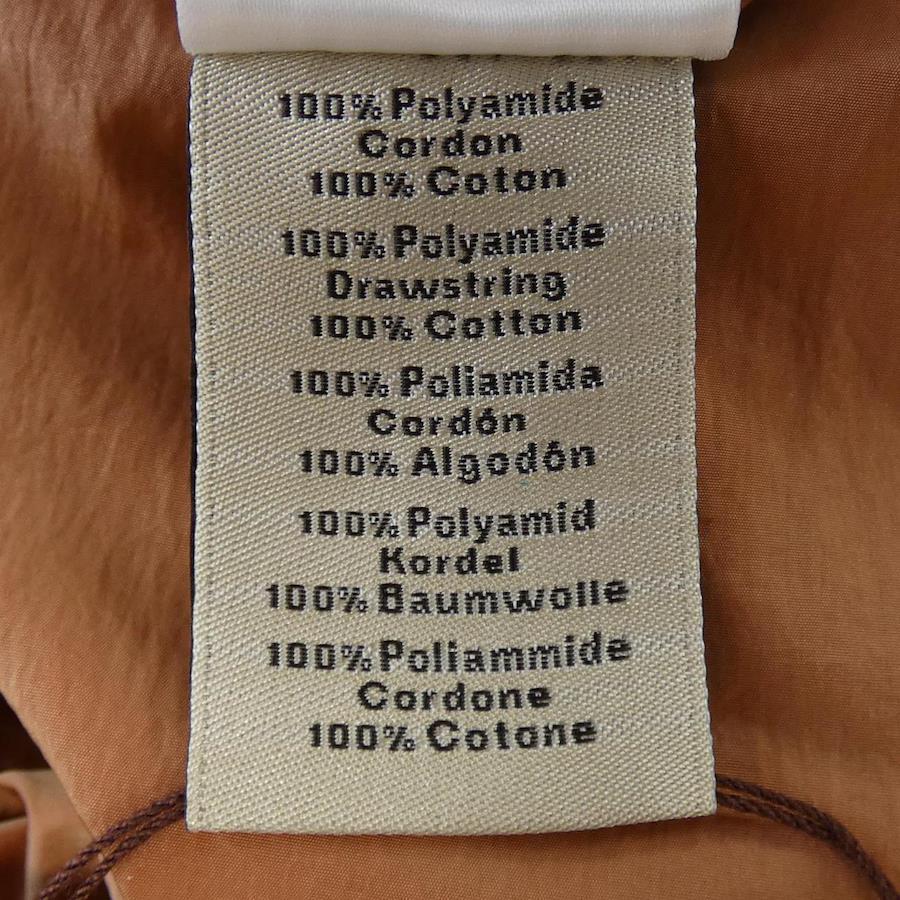 100% Polyamide
Cordon
100% Coton
100% Polyamide
Drawstring
100% Cotton
100% Poliamida
Cordón
100% Algodón
100% Polyamid
Kordel
100% Baumwolle
100% Poliammide
Cordone
100% Cotone